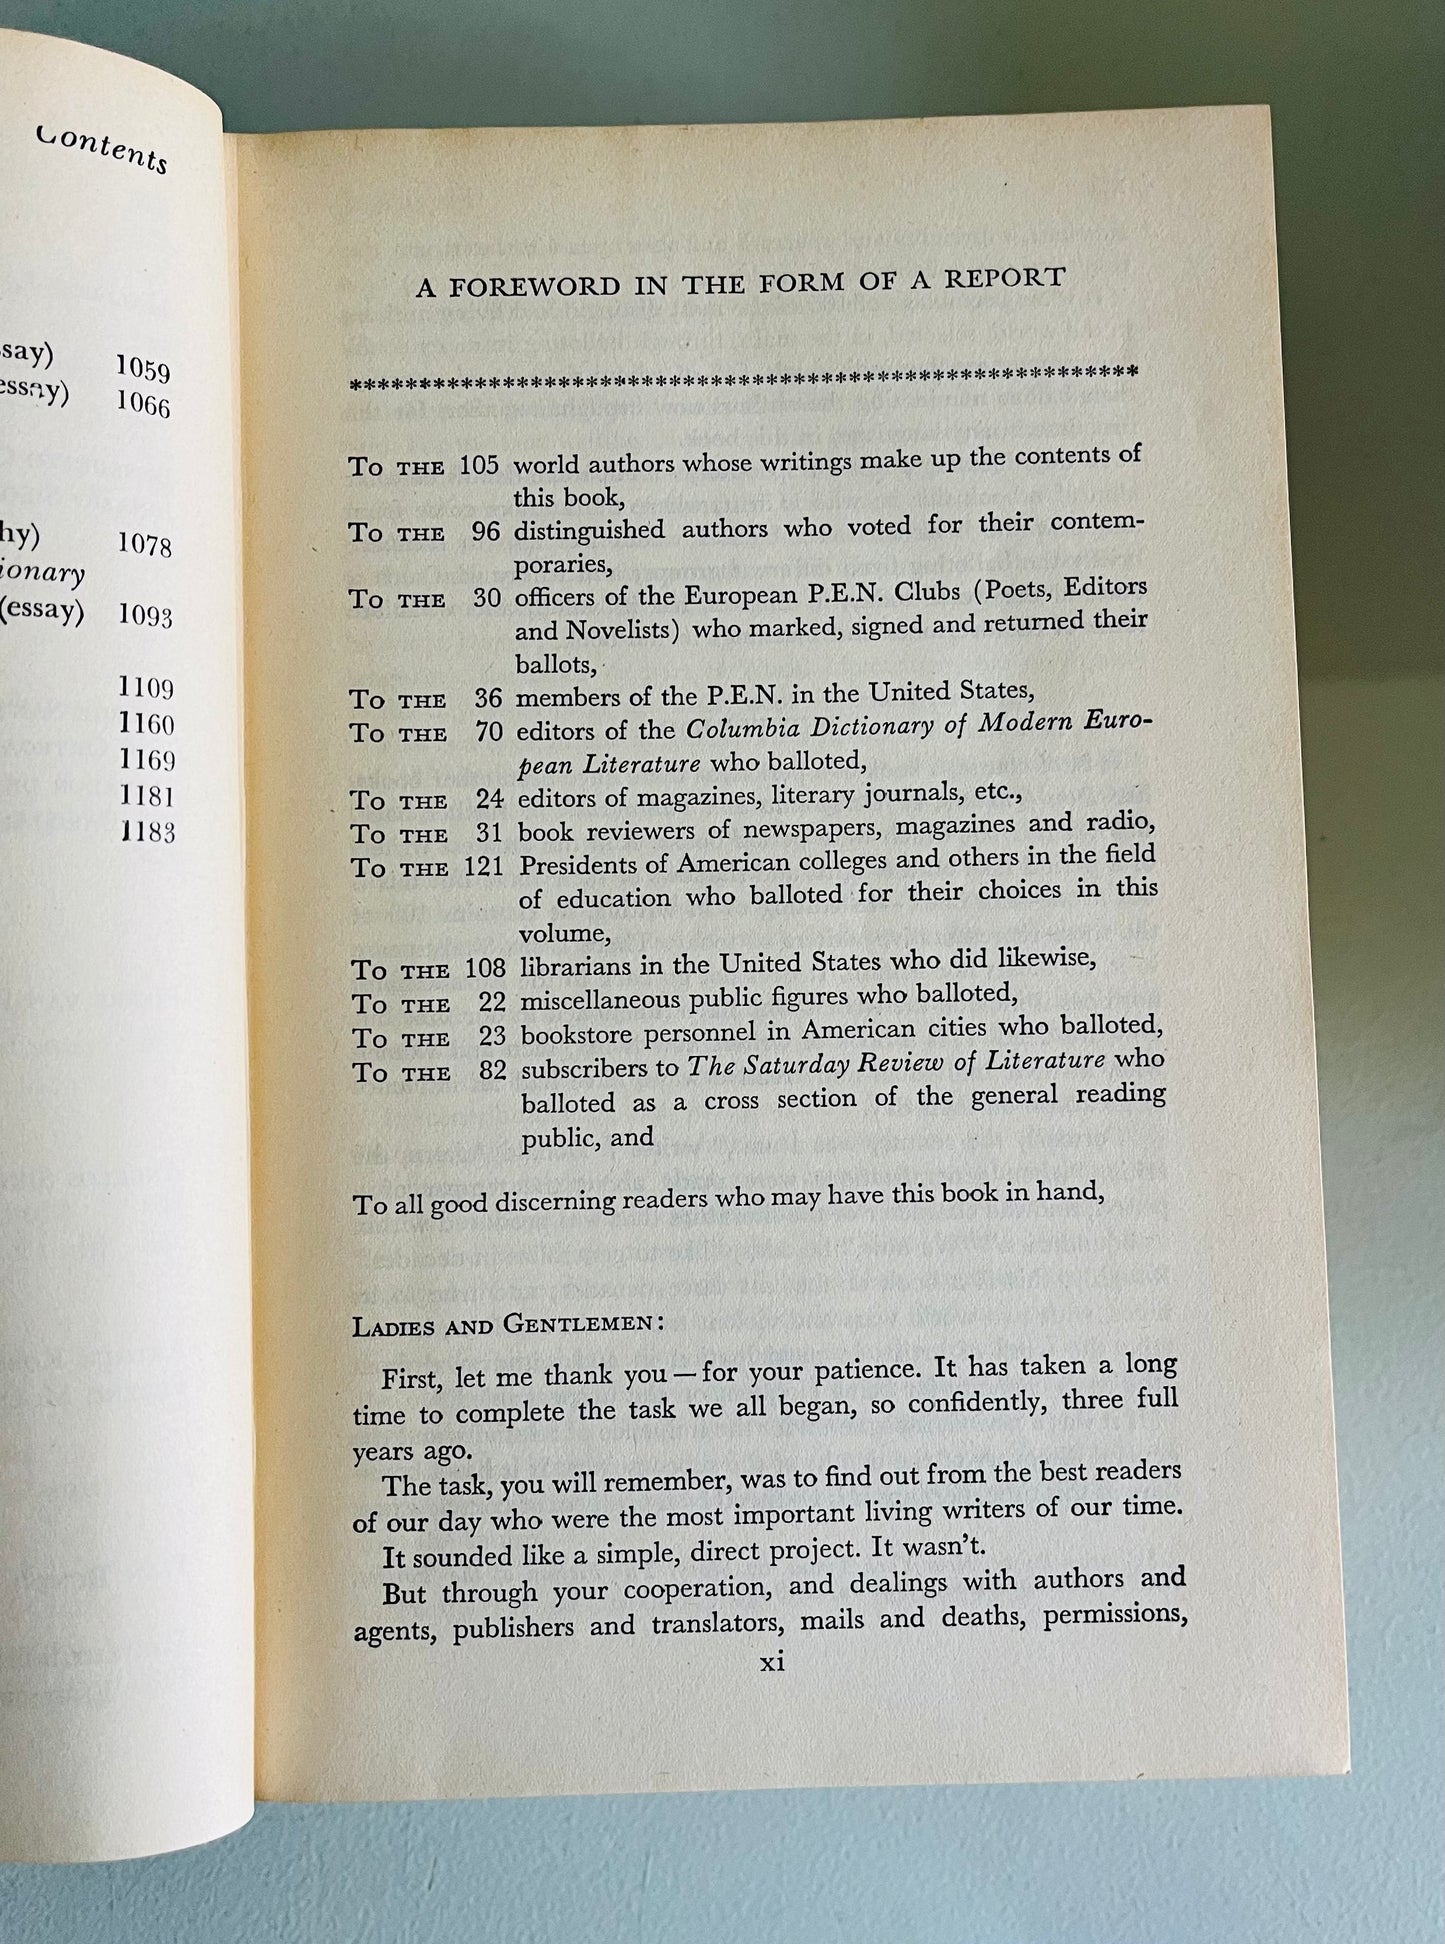 Contents
ssay) 1059
essay) 1066
hy) 1078
ionary
(essay) 1093
1109
1160
1169
1181
1183
A FOREWORD IN THE FORM OF A REPORT
*********************************************************
To THE 105 world authors whose writings make up the contents of
this book,
To THE 96 distinguished authors who voted for their contem-
poraries,
To THE 30 officers of the European P.E.N. Clubs (Poets, Editors
and Novelists) who marked, signed and returned their
ballots,
To THE 36 members of the P.E.N. in the United States,
To THE 70 editors of the Columbia Dictionary of Modern Euro-
pean Literature who balloted,
To THE 24 editors of magazines, literary journals, etc.,
To THE 31 book reviewers of newspapers, magazines and radio,
To THE 121 Presidents of American colleges and others in the field
of education who balloted for their choices in this
volume,
To THE 108 librarians in the United States who did likewise,
To THE 22 miscellaneous public figures who balloted,
To THE 23 bookstore personnel in American cities who balloted,
To THE 82 subscribers to The Saturday Review of Literature who
balloted as a cross section of the general reading
public, and
To all good discerning readers who may have this book in hand,
LADIES AND GENTLEMEN:
First, let me thank you — for your patience. It has taken a long
time to complete the task we all began, so confidently, three full
years ago.
The task, you will remember, was to find out from the best readers
of our day who were the most important living writers of our time.
It sounded like a simple, direct project. It wasn't.
But through your cooperation, and dealings with authors and
agents, publishers and translators, mails and deaths, permissions,
xi